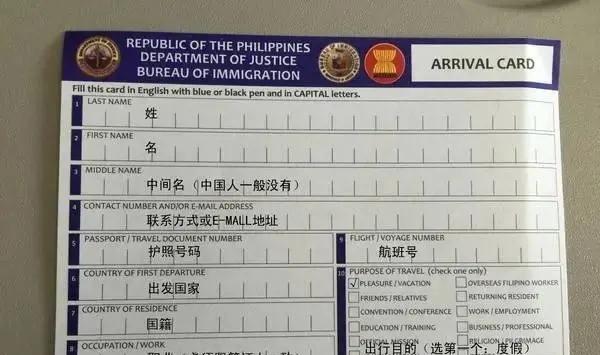 REPUBLIC OF THE PHILIPPINES
DEPARTMENT OF JUSTICE
BUREAU OF IMMIGRATION
ARRIVAL CARD
Fill this card in English with blue or black pen and in CAPITAL letters.
1 LAST NAME
姓
2 FIRST NAME
名
3 MIDDLE NAME
中间名（中国人一般没有）
4 CONTACT NUMBER AND/OR E-MAIL ADDRESS
联系方式或E-MALL地址
5 PASSPORT / TRAVEL DOCUMENT NUMBER
护照号码
9 FLIGHT / VOYAGE NUMBER
航班号
6 COUNTRY OF FIRST DEPARTURE
出发国家
10 PURPOSE OF TRAVEL (check one only)
√ PLEASURE / VACATION
OVERSEAS FILIPINO WORKER
FRIENDS / RELATIVES
RETURNING RESIDENT
CONVENTION / CONFERENCE
WORK / EMPLOYMENT
7 COUNTRY OF RESIDENCE
国籍
EDUCATION / TRAINING
BUSINESS / PROFESSIONAL
OFFICIAL MISSION
RELIGION / PILGRIMAGE
出行目的（选第一个，度假）
8 OCCUPATION / WORK